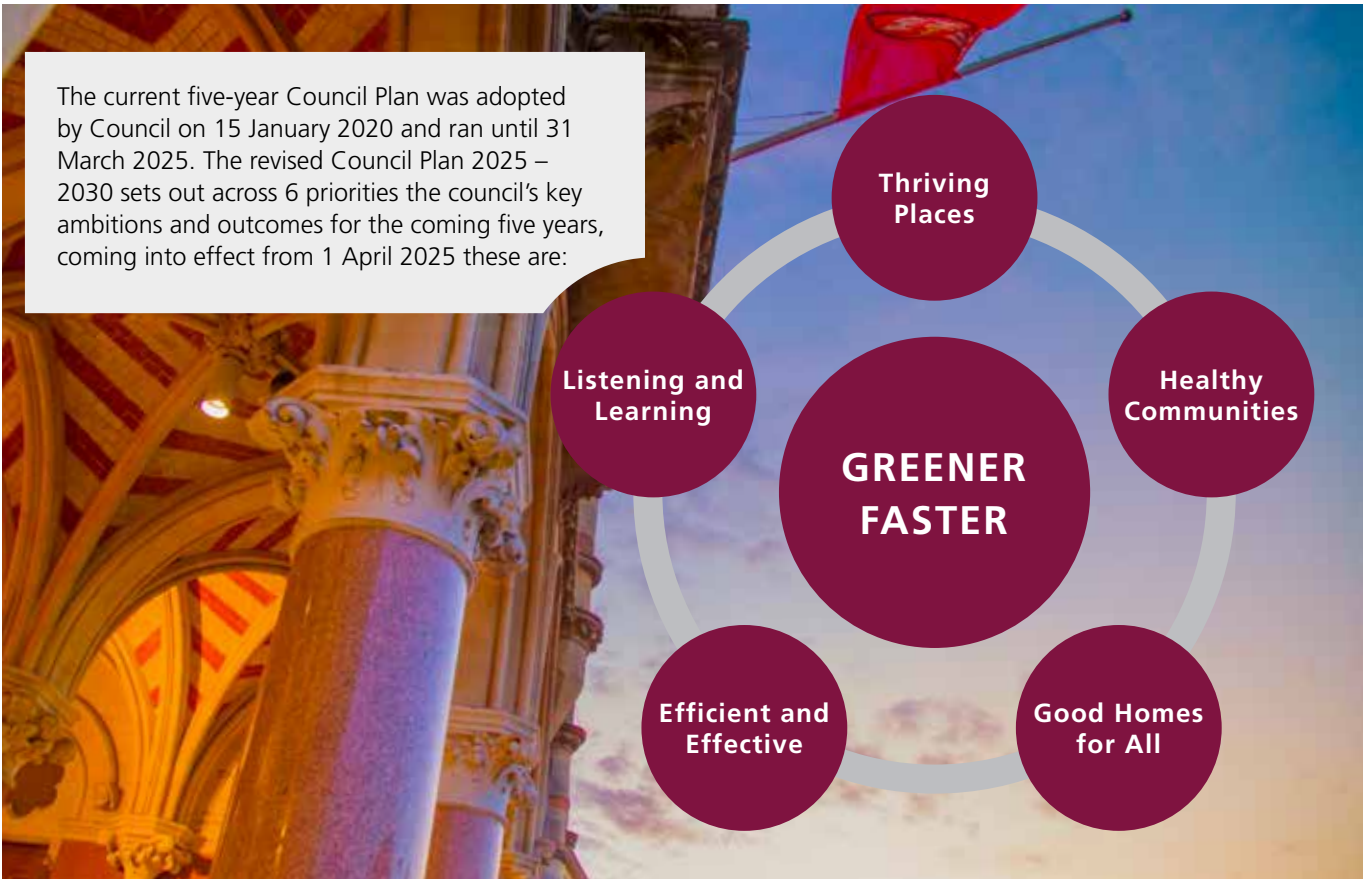 The current five-year Council Plan was adopted
by Council on 15 January 2020 and ran until 31
March 2025. The revised Council Plan 2025 –
2030 sets out across 6 priorities the council’s key
ambitions and outcomes for the coming five years,
coming into effect from 1 April 2025 these are:
Thriving
Places
Healthy
Communities
Good Homes
for All
Efficient and
Effective
Listening and
Learning
GREENER
FASTER